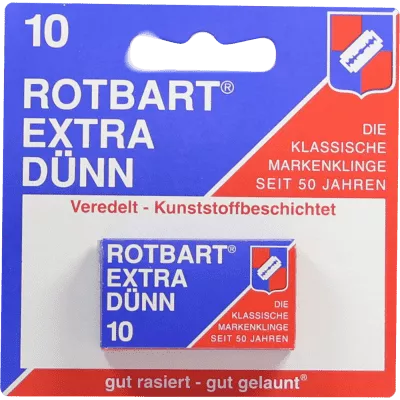 10
ROTBART®
EXTRA
DÜNN
DIE
KLASSISCHE
MARKENKLINGE
SEIT 50 JAHREN
Veredelt - Kunststoffbeschichtet
ROTBART®
EXTRA
DÜNN
10
DIE
KLASSISCHE
MARKENKLINGE
SEIT 50 JAHREN
gut rasiert - gut gelaunt®